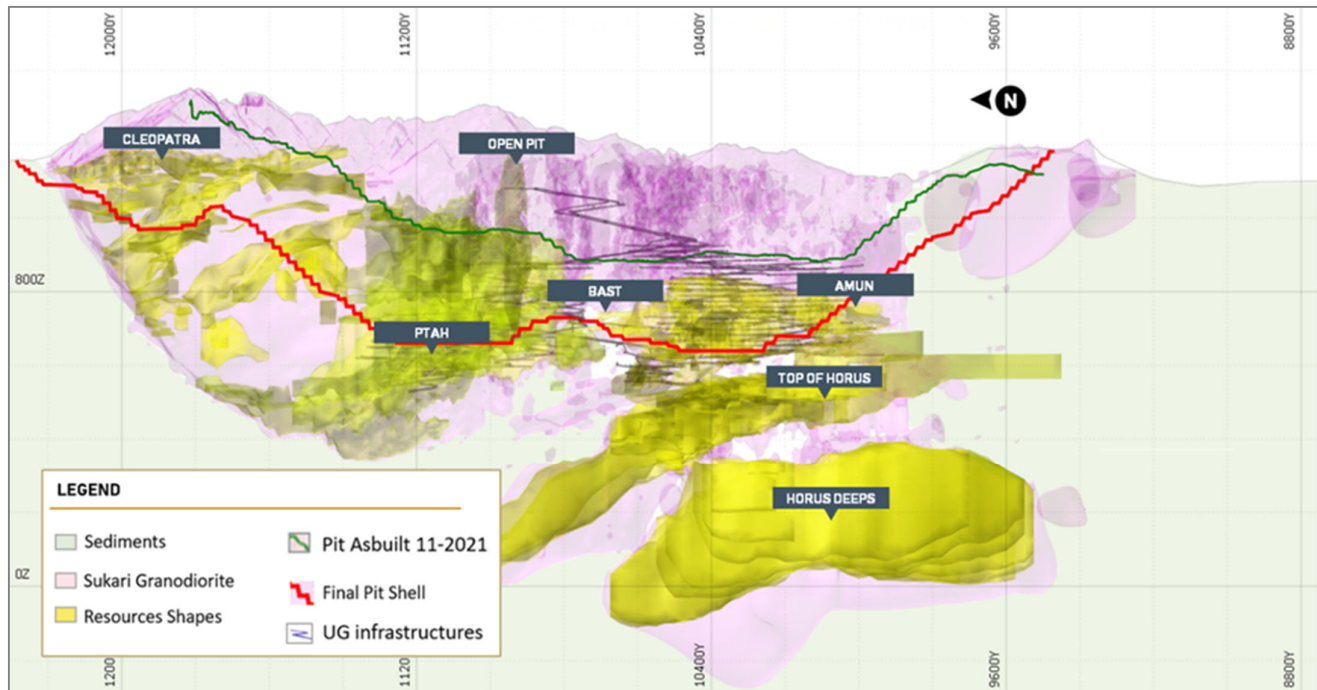 12000Y
11200Y
10400Y
9600Y
8800Y
N
CLEOPATRA
OPEN PIT
800Z
BAST
AMUN
PTAH
TOP OF HORUS
HORUS DEEPS
LEGEND
Sediments
Pit Asbuilt 11-2021
Sukari Granodiorite
Final Pit Shell
Resources Shapes
UG infrastructures
0Z
1200
1120
10400Y
9600Y
8800Y